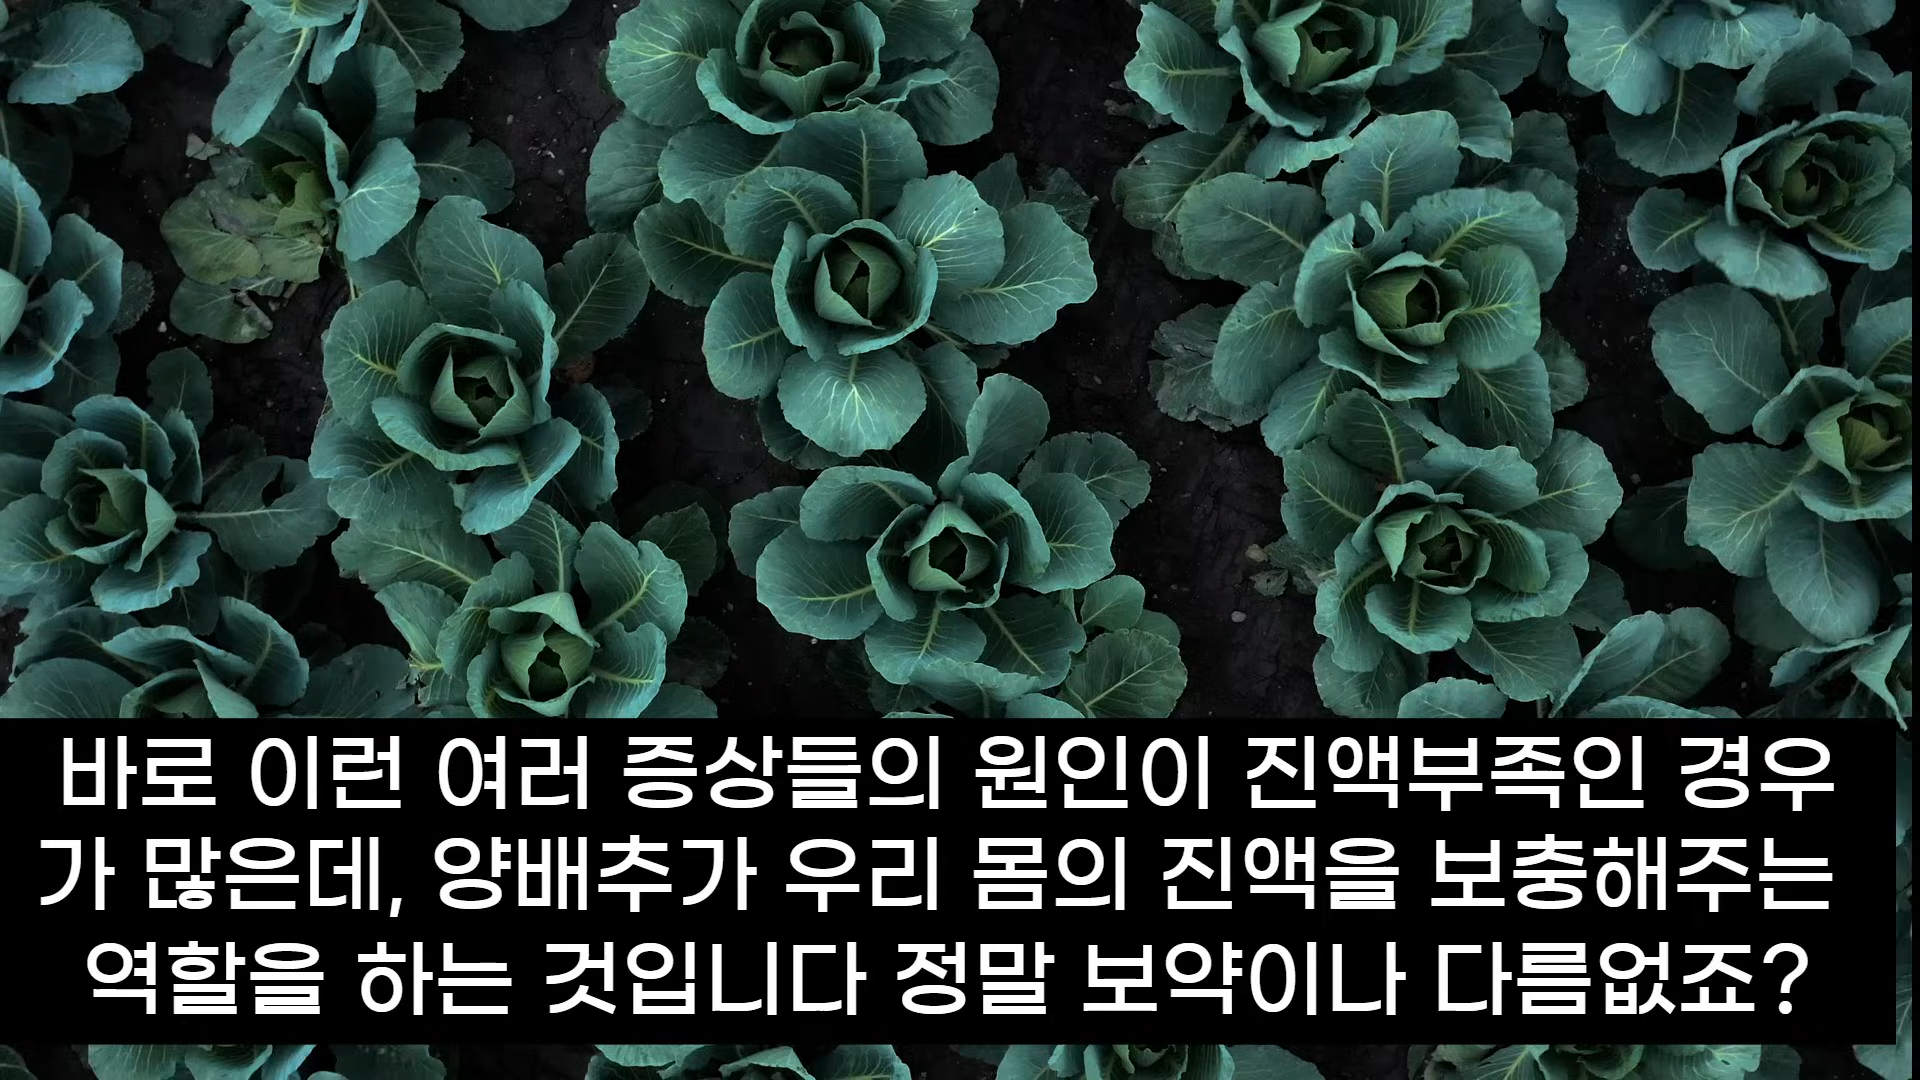 바로 이런 여러 증상들의 원인이 진액부족인 경우
가 많은데, 양배추가 우리 몸의 진액을 보충해주는
역할을 하는 것입니다 정말 보약이나 다름없죠?